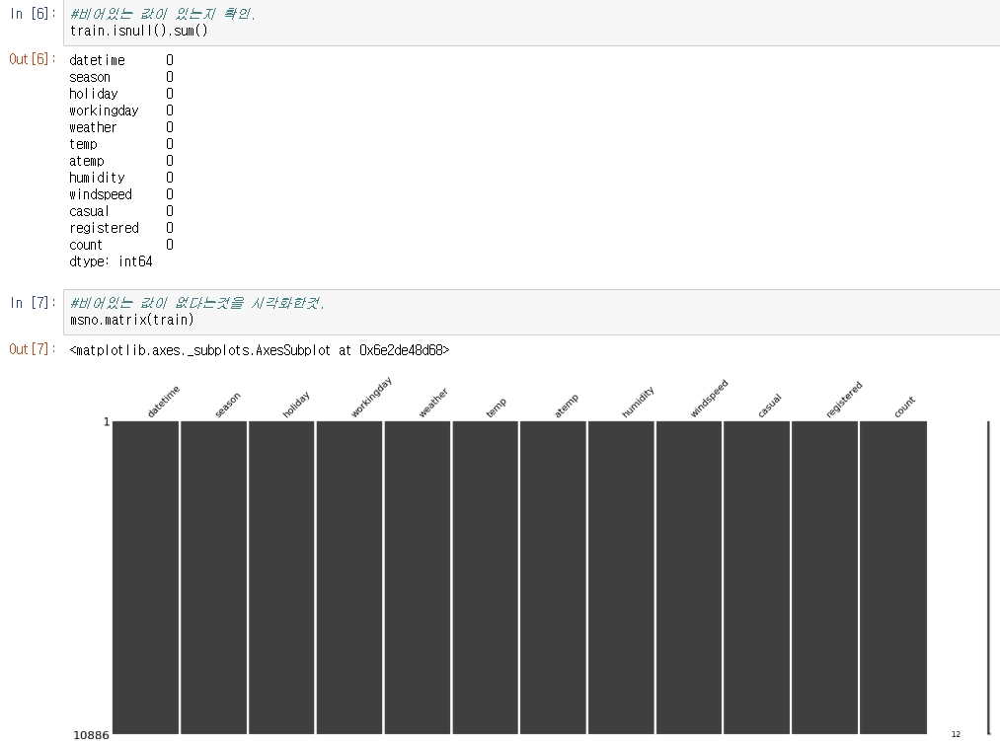 In [6]: #비어있는 값이 있는지 확인.
train.isnull().sum()
Out[6]: datetime 0
season 0
holiday 0
workingday 0
weather 0
temp 0
atemp 0
humidity 0
windspeed 0
casual 0
registered 0
count 0
dtype: int64
In [7]: #비어있는 값이 없다는것을 시각화한것.
msno.matrix(train)
Out[7]: <matplotlib.axes._subplots.AxesSubplot at 0x6e2de48d68>
datetime season holiday workingday weather temp atemp humidity windspeed casual registered count
1
10886 12